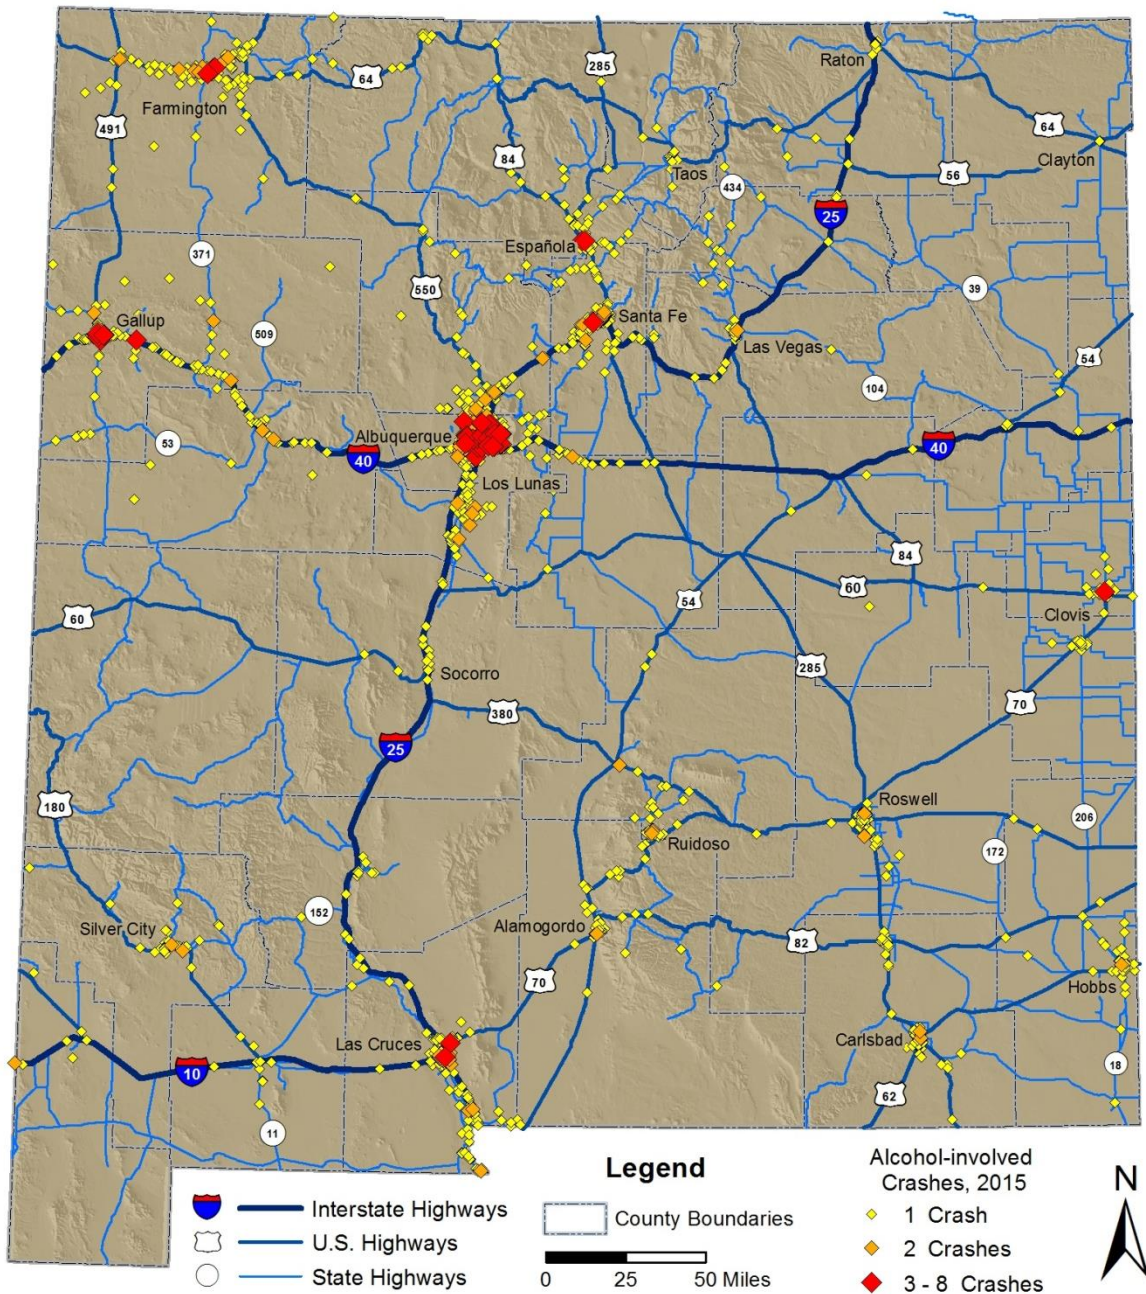 Raton
285
64
Farmington
491
84
64
Clayton
Taos
56
434
25
Española
371
550
39
Gallup
Santa Fe
509
Las Vegas
54
104
53
Albuquerque
40
40
Los Lunas
84
60
54
Clovis
60
Socorro
285
70
380
25
180
Roswell
206
Ruidoso
172
152
Silver City
Alamogordo
82
70
Hobbs
Las Cruces
Carlsbad
10
18
62
11
Legend
Interstate Highways
U.S. Highways
State Highways
County Boundaries
0 25 50 Miles
Alcohol-involved
Crashes, 2015
1 Crash
2 Crashes
3 - 8 Crashes
N